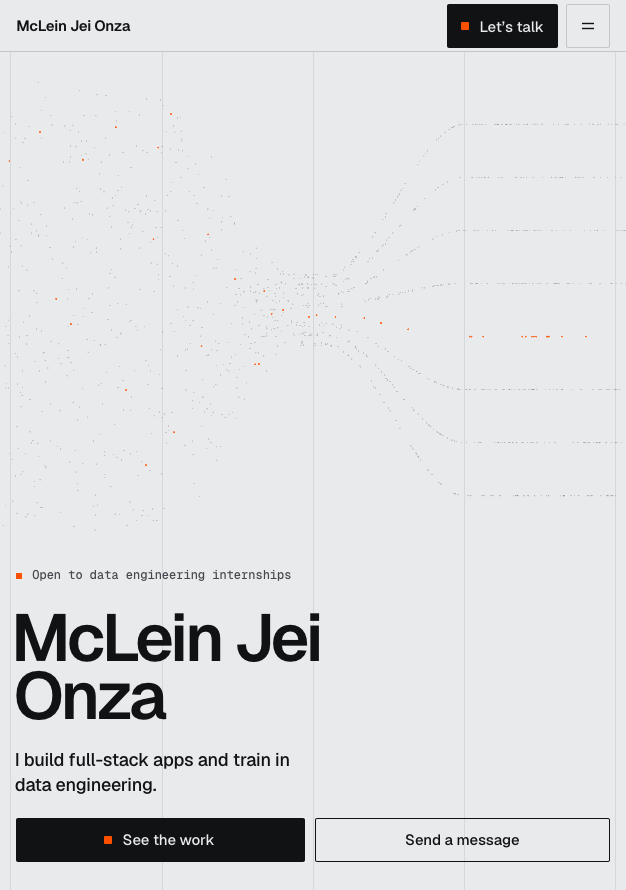 McLein Jei Onza
Let's talk
Open to data engineering internships
McLein Jei
Onza
I build full-stack apps and train in
data engineering.
See the work
Send a message